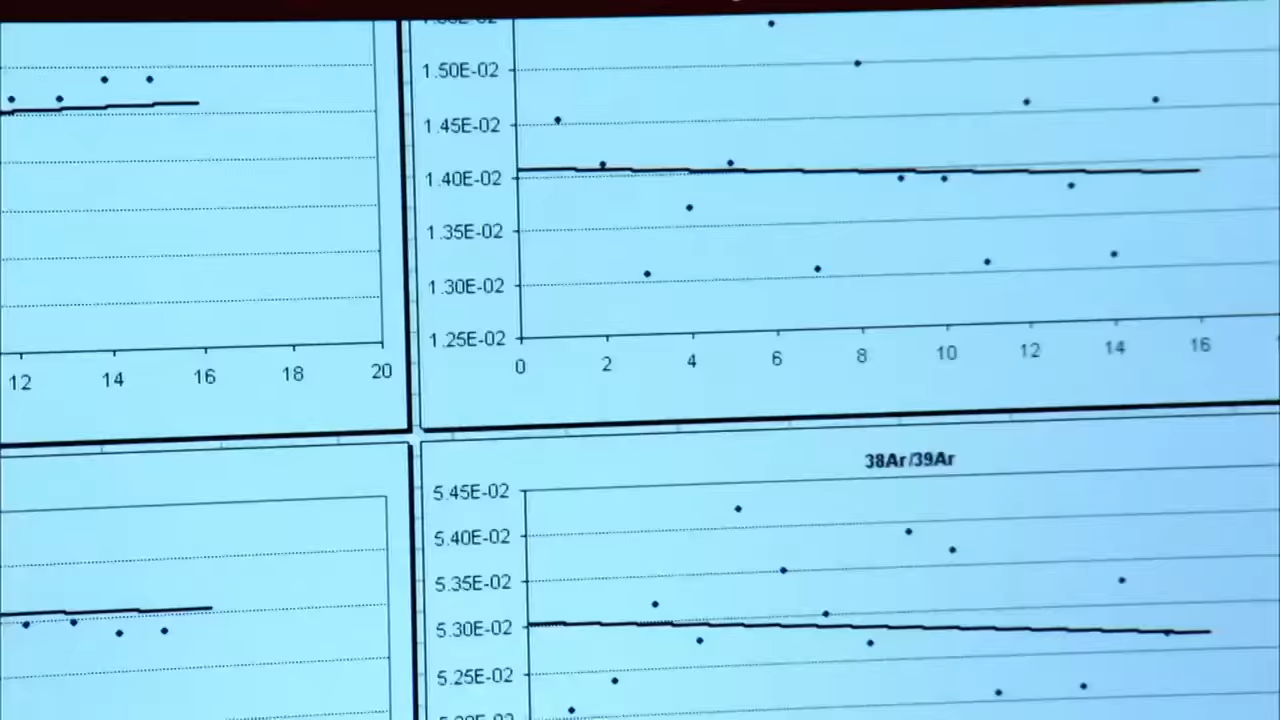 1.50E-02
1.45E-02
1.40E-02
1.35E-02
1.30E-02
1.25E-02
0 2 4 6 8 10 12 14 16
12 14 16 18 20
38Ar/39Ar
5.45E-02
5.40E-02
5.35E-02
5.30E-02
5.25E-02